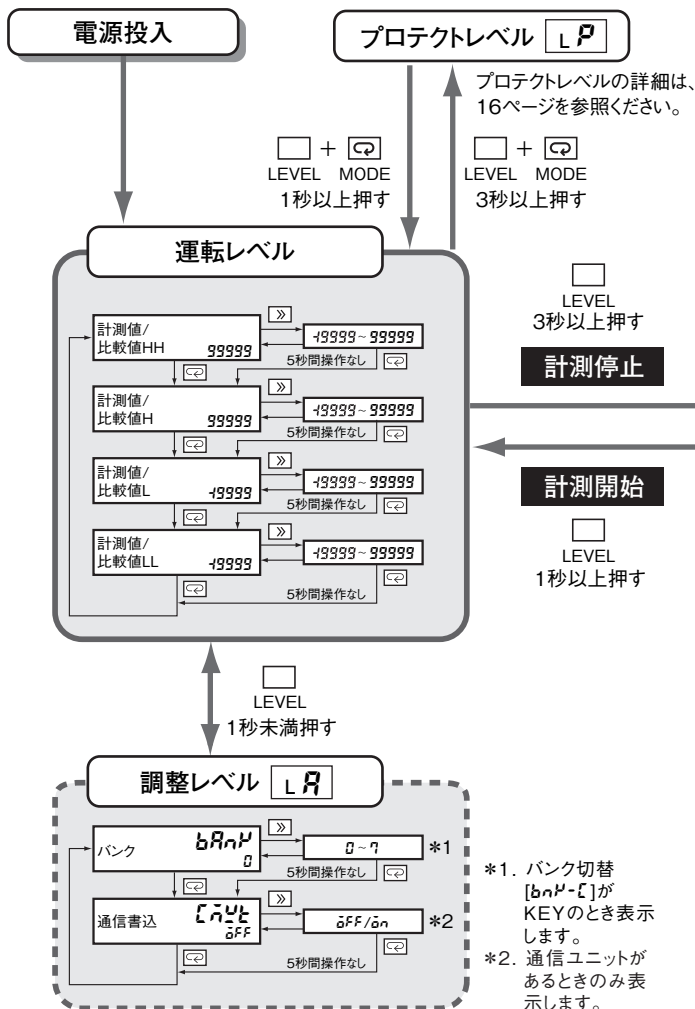 電源投入
プロテクトレベル L P
プロテクトレベルの詳細は、
16ページを参照ください。
+
LEVEL MODE
1秒以上押す
+
LEVEL MODE
3秒以上押す
運転レベル
計測値/
比較値HH 99999
-19999~99999
5秒間操作なし
計測値/
比較値H 99999
-19999~99999
5秒間操作なし
計測値/
比較値L -19999
-19999~99999
5秒間操作なし
計測値/
比較値LL -19999
-19999~99999
5秒間操作なし
LEVEL
3秒以上押す
計測停止
計測開始
LEVEL
1秒以上押す
LEVEL
1秒未満押す
調整レベル L A
バンク bAnK
0
0~7 *1
5秒間操作なし
通信書込 CMWt
oFF
oFF/on *2
5秒間操作なし
*1. バンク切替
[bnK-C]が
KEYのとき表示
します。
*2. 通信ユニットが
あるときのみ表
示します。